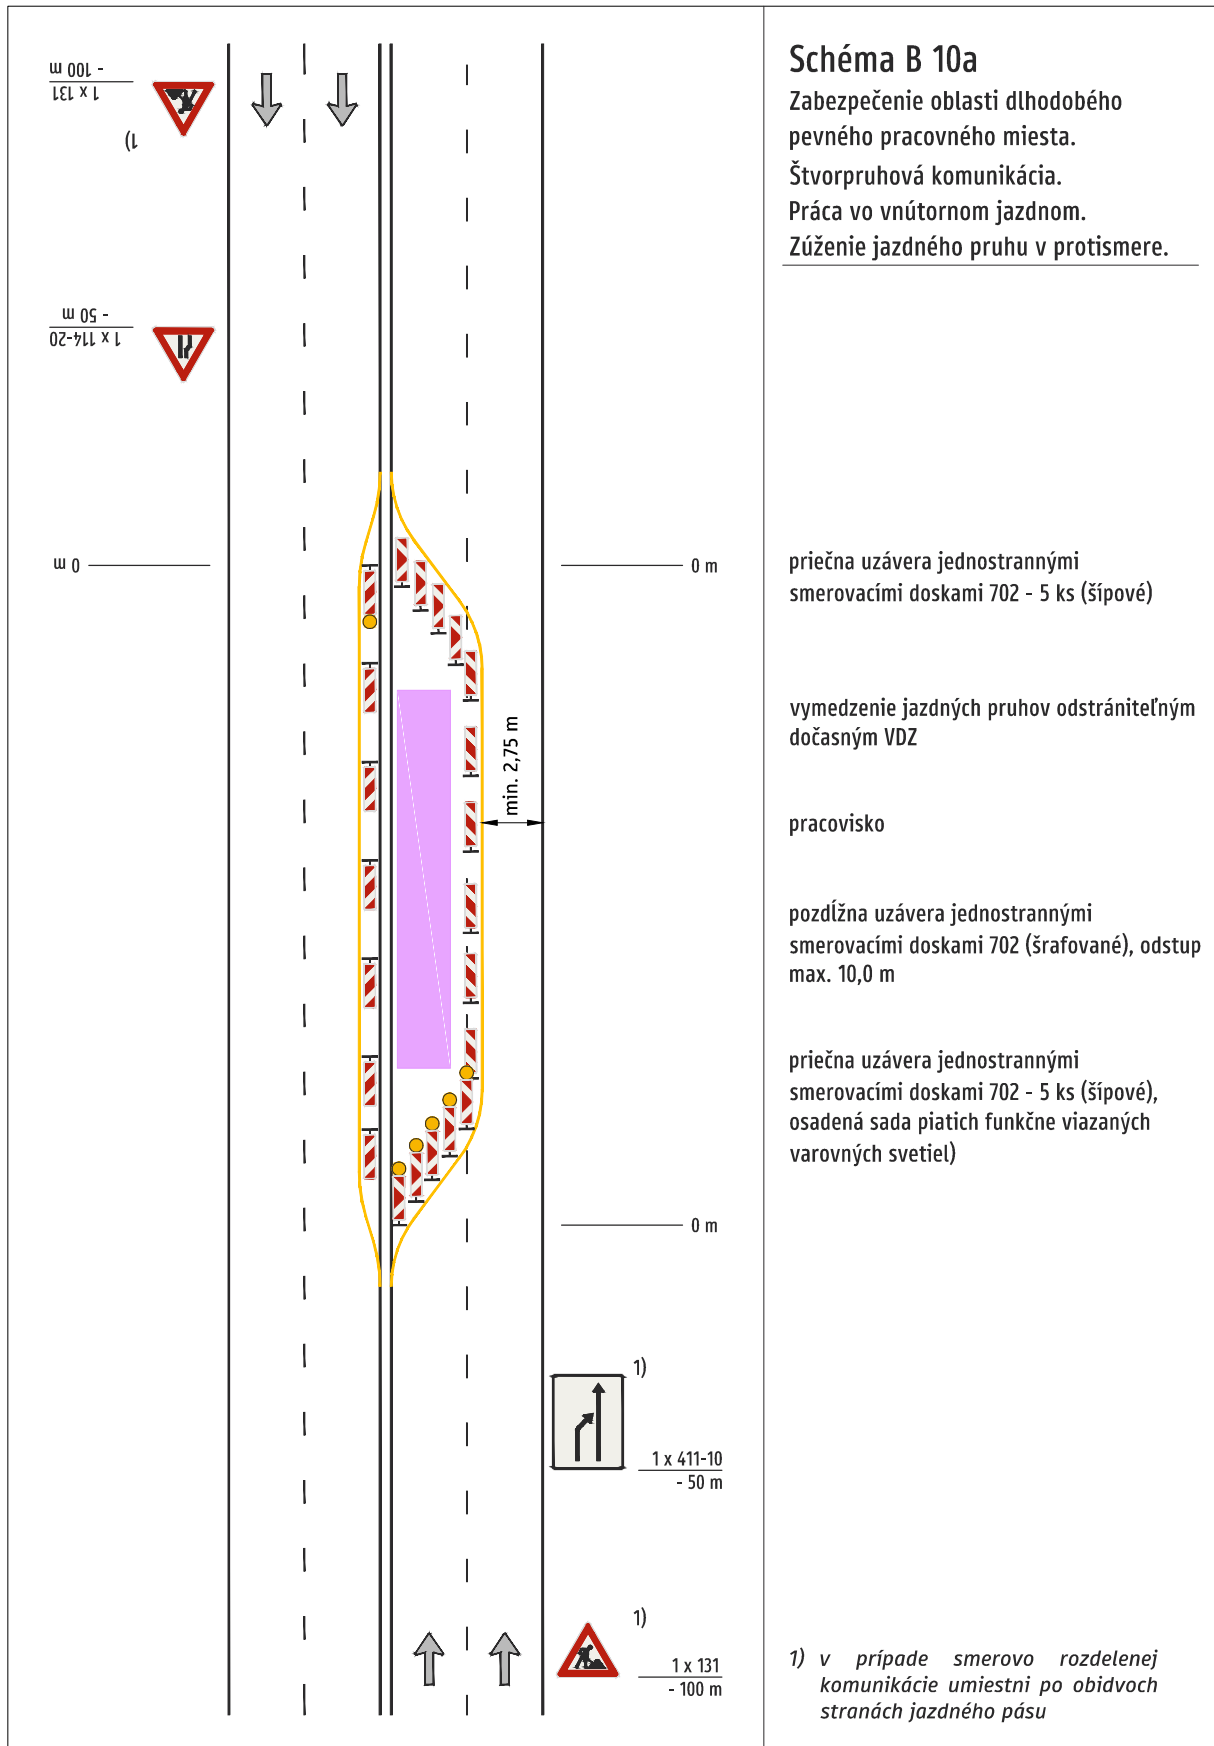 Schéma B 10a
Zabezpečenie oblasti dlhodobého
pevného pracovného miesta.
Štvorpruhová komunikácia.
Práca vo vnútornom jazdnom.
Zúženie jazdného pruhu v protismere.
1 x 131
- 100 m
1)
1 x 114-20
- 50 m
0 m
0 m
priečna uzávera jednostrannými
smerovacími doskami 702 - 5 ks (šípové)
vymedzenie jazdných pruhov odstrániteľným
dočasným VDZ
min. 2,75 m
pracovisko
pozdĺžna uzávera jednostrannými
smerovacími doskami 702 (šrafované), odstup
max. 10,0 m
priečna uzávera jednostrannými
smerovacími doskami 702 - 5 ks (šípové),
osadená sada piatich funkčne viazaných
varovných svetiel)
0 m
1)
1 x 411-10
- 50 m
1)
1 x 131
- 100 m
1) v prípade smerovo rozdelenej
komunikácie umiestni po obidvoch
stranách jazdného pásu